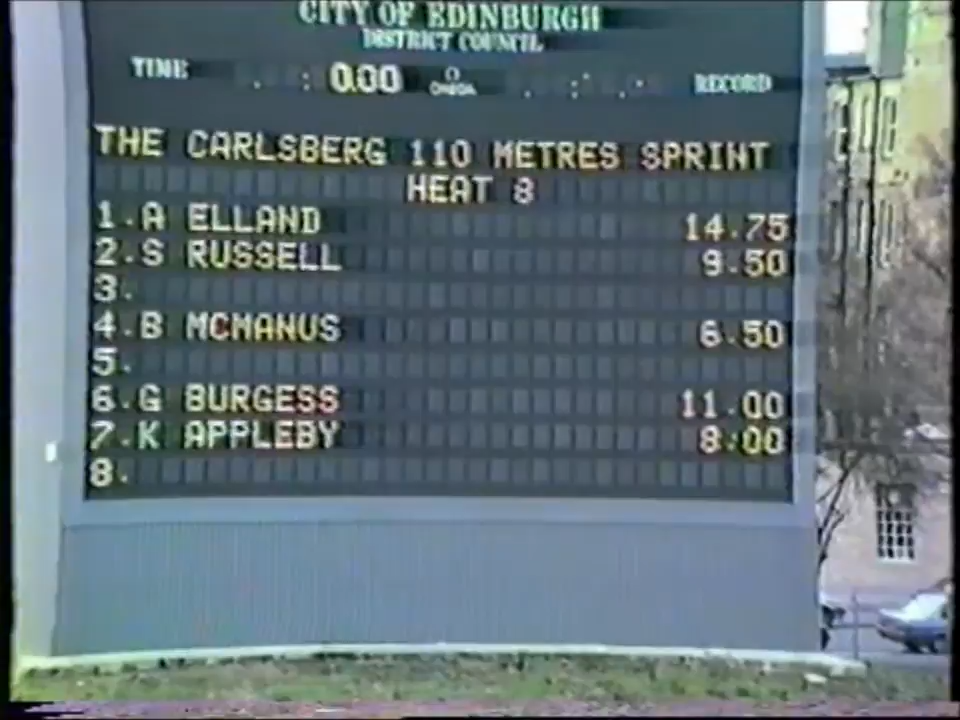 CITY OF EDINBURGH
DISTRICT COUNCIL
TIME : 0.00 Ω OMEGA . : . RECORD
THE CARLSBERG 110 METRES SPRINT
HEAT 8
1. A ELLAND 14.75
2. S RUSSELL 9.50
3.
4. B MCMANUS 6.50
5.
6. G BURGESS 11.00
7. K APPLEBY 8:00
8.